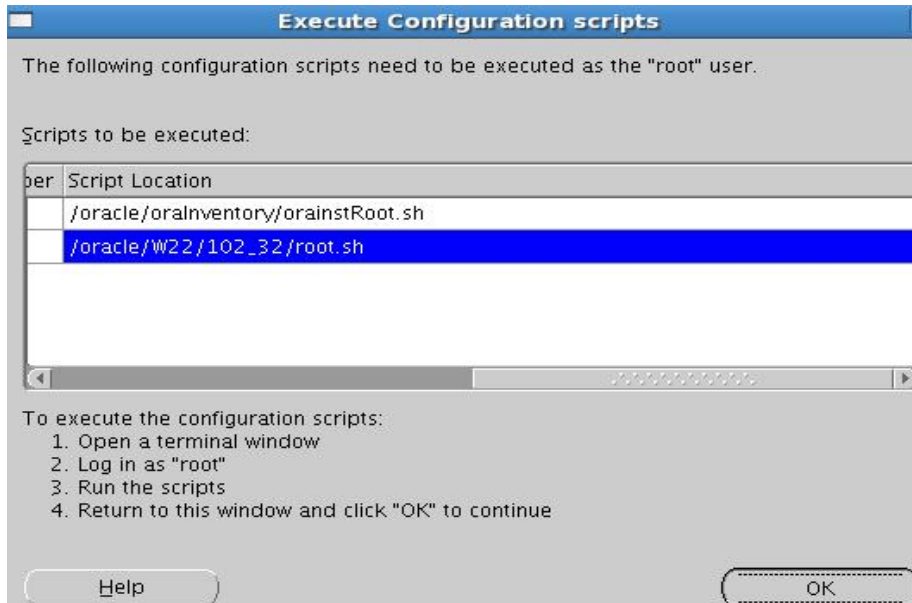 Execute Configuration scripts
The following configuration scripts need to be executed as the "root" user.
Scripts to be executed:
ber Script Location
/oracle/oraInventory/orainstRoot.sh
/oracle/W22/102_32/root.sh
To execute the configuration scripts:
1. Open a terminal window
2. Log in as "root"
3. Run the scripts
4. Return to this window and click "OK" to continue
Help OK